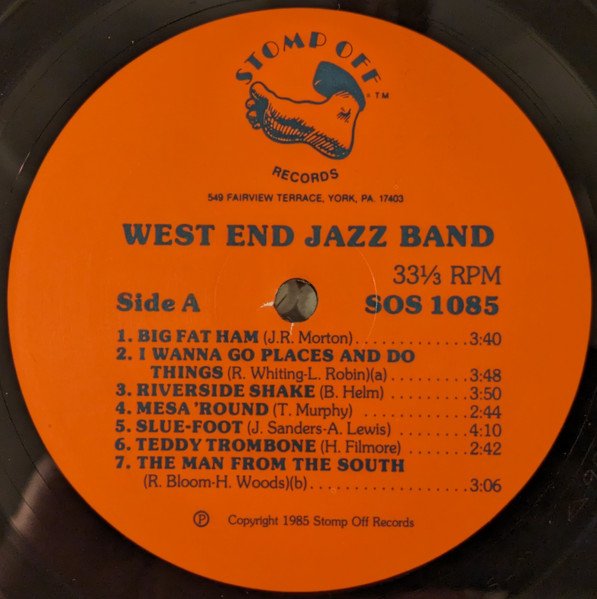 STOMP OFF
®TM
RECORDS
549 FAIRVIEW TERRACE, YORK, PA. 17403
WEST END JAZZ BAND
33⅓ RPM
Side A SOS 1085
1. BIG FAT HAM (J.R. Morton).............3:40
2. I WANNA GO PLACES AND DO
THINGS (R. Whiting-L. Robin)(a) ........3:48
3. RIVERSIDE SHAKE (B. Helm) ..........3:50
4. MESA 'ROUND (T. Murphy) ...........2:44
5. SLUE-FOOT (J. Sanders-A. Lewis) ......4:10
6. TEDDY TROMBONE (H. Filmore) ......2:42
7. THE MAN FROM THE SOUTH
(R. Bloom-H. Woods)(b)................3:06
Ⓟ Copyright 1985 Stomp Off Records